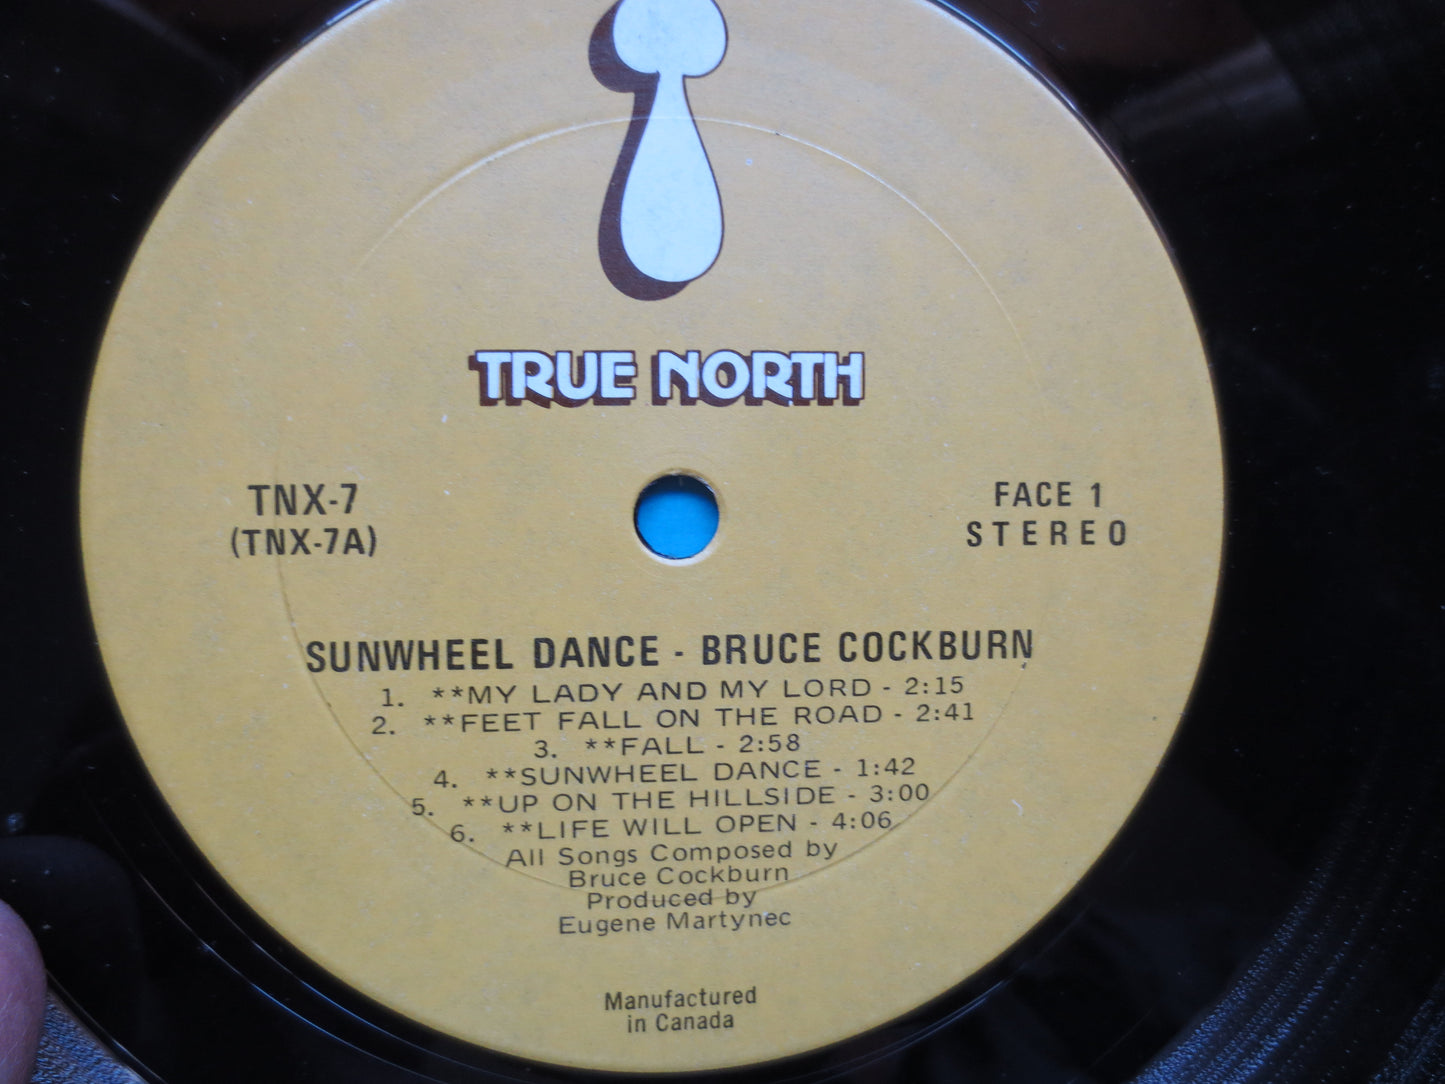 TRUE NORTH
TNX-7
(TNX-7A)
FACE 1
STEREO
SUNWHEEL DANCE - BRUCE COCKBURN
1. **MY LADY AND MY LORD - 2:15
2. **FEET FALL ON THE ROAD - 2:41
3. **FALL - 2:58
4. **SUNWHEEL DANCE - 1:42
5. **UP ON THE HILLSIDE - 3:00
6. **LIFE WILL OPEN - 4:06
All Songs Composed by
Bruce Cockburn
Produced by
Eugene Martynec
Manufactured
in Canada